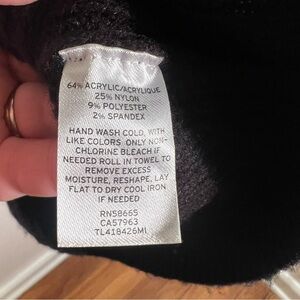 64% ACRYLIC/ACRYLIQUE
25% NYLON
9% POLYESTER
2% SPANDEX
HAND WASH COLD, WITH
LIKE COLORS ONLY NON-
CHLORINE BLEACH IF
NEEDED ROLL IN TOWEL TO
REMOVE EXCESS
MOISTURE, RESHAPE. LAY
FLAT TO DRY COOL IRON
IF NEEDED
RN58665
CA57963
TL418426MI